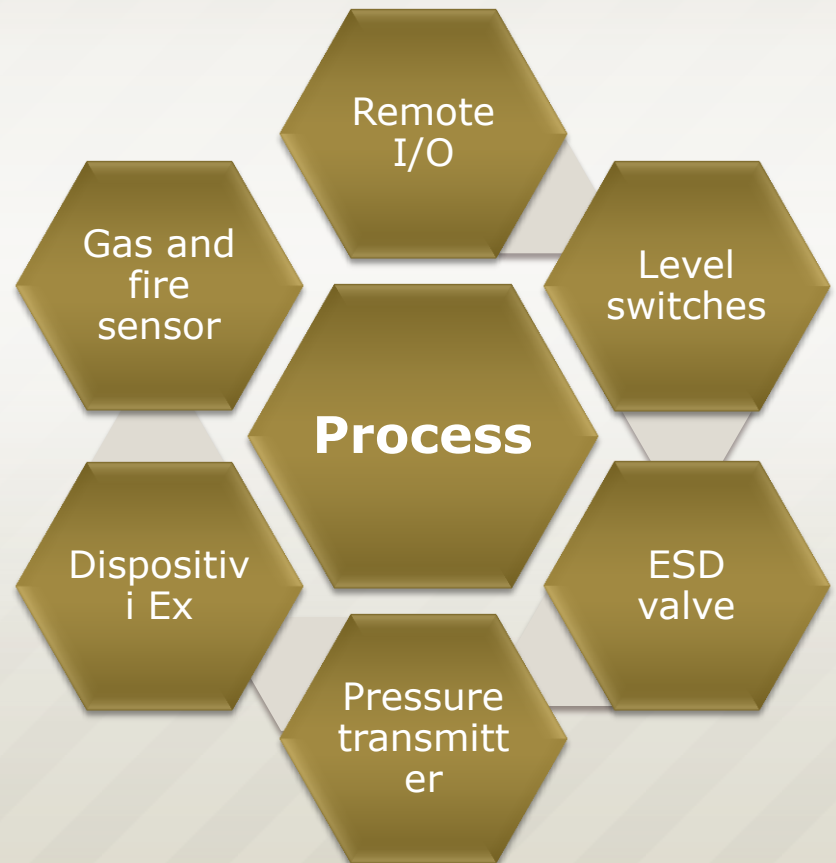 Remote
I/O
Level
switches
ESD
valve
Pressure
transmitt
er
Dispositiv
i Ex
Gas and
fire
sensor
Process